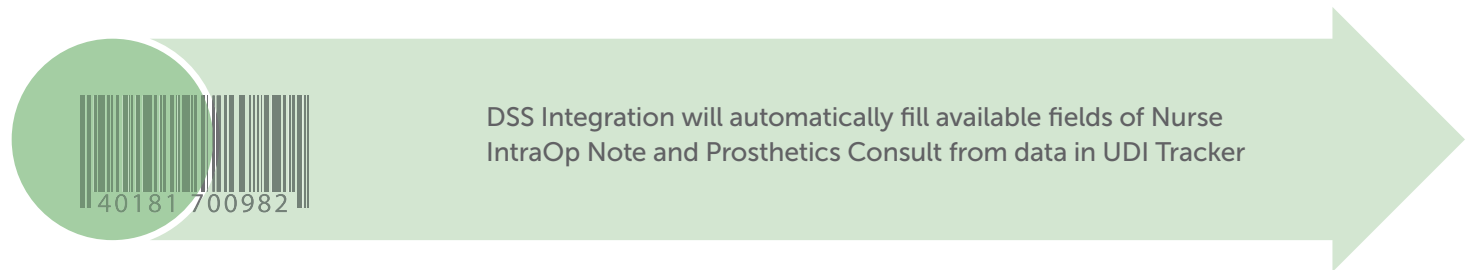 DSS Integration will automatically fill available fields of Nurse
IntraOp Note and Prosthetics Consult from data in UDI Tracker
40181 700982